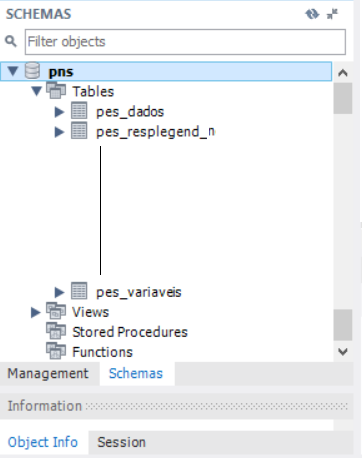 SCHEMAS
Filter objects
pns
Tables
pes_dados
pes_resplegend_n
pes_variaveis
Views
Stored Procedures
Functions
Management Schemas
Information
Object Info Session